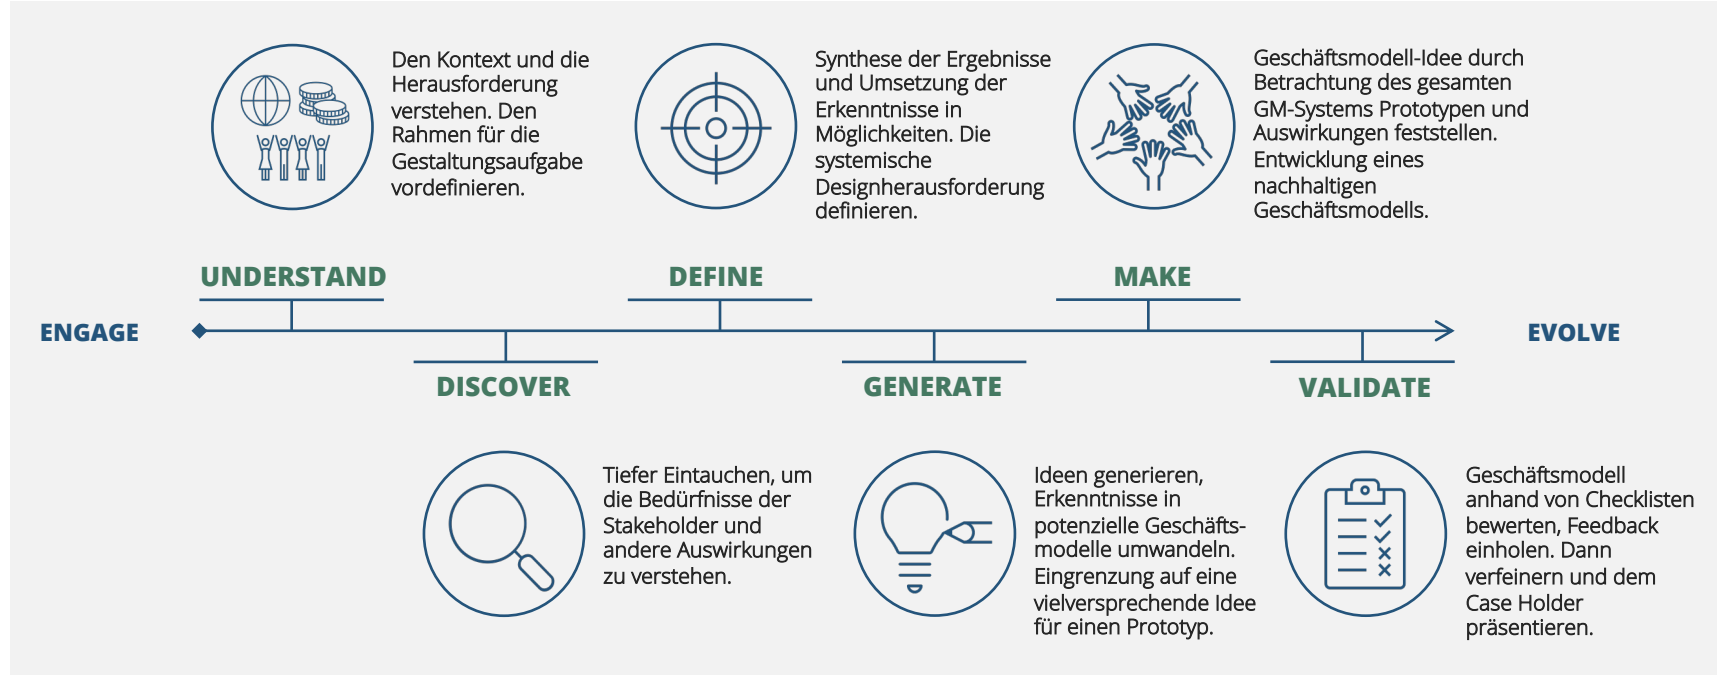 Den Kontext und die
Herausforderung
verstehen. Den
Rahmen für die
Gestaltungsaufgabe
vordefinieren.
Synthese der Ergebnisse
und Umsetzung der
Erkenntnisse in
Möglichkeiten. Die
systemische
Designherausforderung
definieren.
Geschäftsmodell-Idee durch
Betrachtung des gesamten
GM-Systems Prototypen und
Auswirkungen feststellen.
Entwicklung eines
nachhaltigen
Geschäftsmodells.
UNDERSTAND
DEFINE
MAKE
ENGAGE
EVOLVE
DISCOVER
GENERATE
VALIDATE
Tiefer Eintauchen, um
die Bedürfnisse der
Stakeholder und
andere Auswirkungen
zu verstehen.
Ideen generieren,
Erkenntnisse in
potenzielle Geschäfts-
modelle umwandeln.
Eingrenzung auf eine
vielversprechende Idee
für einen Prototyp.
Geschäftsmodell
anhand von Checklisten
bewerten, Feedback
einholen. Dann
verfeinern und dem
Case Holder
präsentieren.